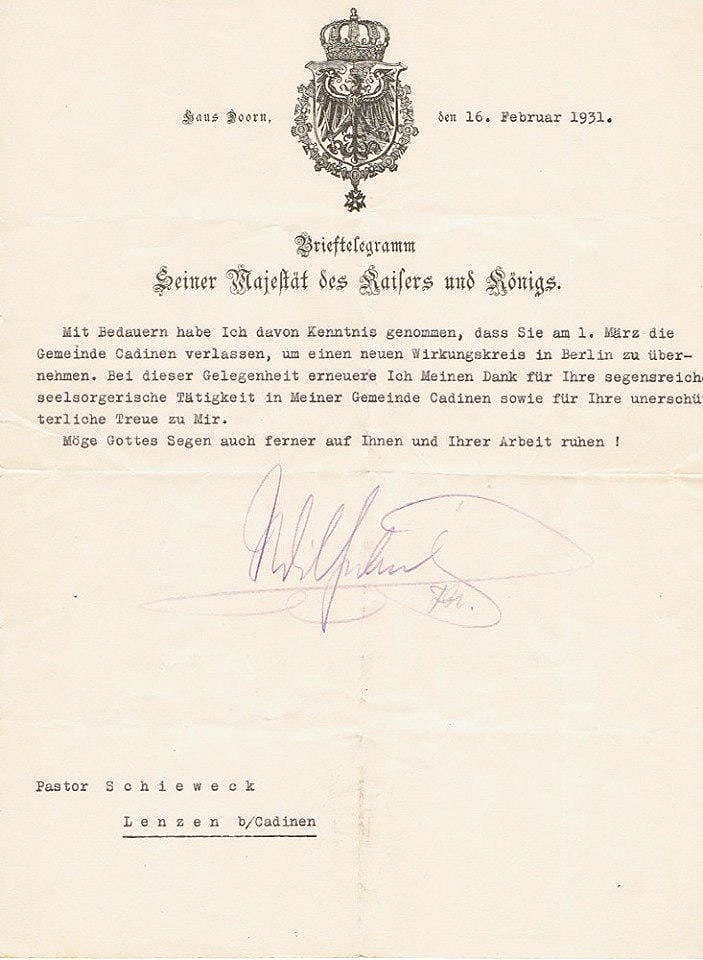 Haus Doorn, den 16. Februar 1931.
Brieftelegramm
Seiner Majestät des Kaisers und Königs.
Mit Bedauern habe Ich davon Kenntnis genommen, dass Sie am 1. März die
Gemeinde Cadinen verlassen, um einen neuen Wirkungskreis in Berlin zu über-
nehmen. Bei dieser Gelegenheit erneuere Ich Meinen Dank für Ihre segensreiche
seelsorgerische Tätigkeit in Meiner Gemeinde Cadinen sowie für Ihre unerschüt
terliche Treue zu Mir.
Möge Gottes Segen auch ferner auf Ihnen und Ihrer Arbeit ruhen !
Wilhelm
Pastor Schieweck
Lenzen b/Cadinen